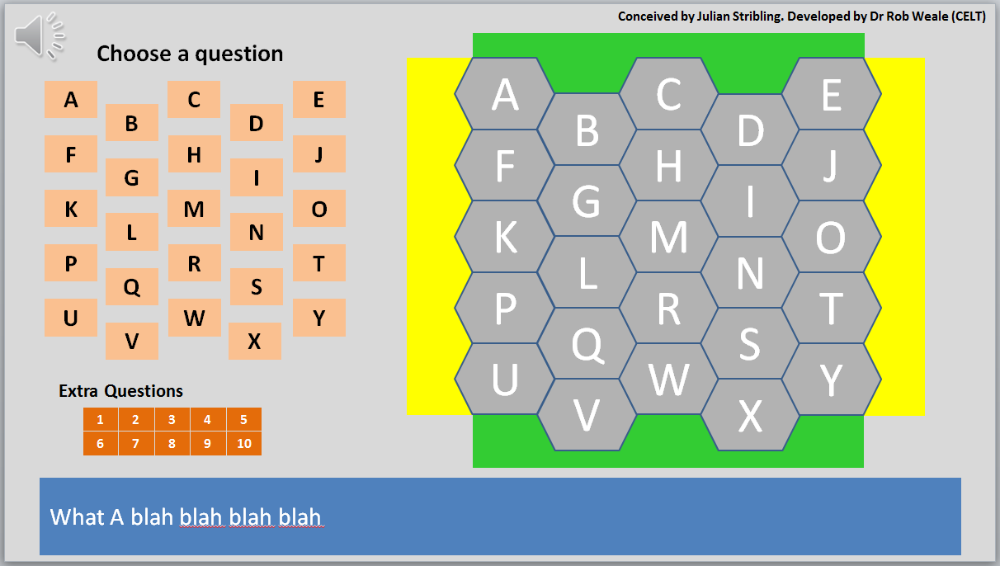 Conceived by Julian Stribling. Developed by Dr Rob Weale (CELT)
Choose a question
A C E
B D
F H J
G I
K M O
L N
P R T
Q S
U W Y
V X
Extra Questions
1 2 3 4 5
6 7 8 9 10
A C E
B D
F H J
G I
K M O
L N
P R T
Q S
U W Y
V X
What A blah blah blah blah